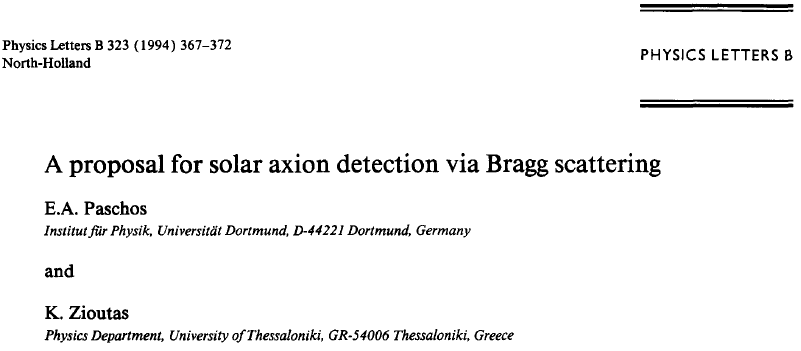 Physics Letters B 323 (1994) 367–372
North-Holland
PHYSICS LETTERS B
A proposal for solar axion detection via Bragg scattering
E.A. Paschos
Institut für Physik, Universität Dortmund, D-44221 Dortmund, Germany
and
K. Zioutas
Physics Department, University of Thessaloniki, GR-54006 Thessaloniki, Greece